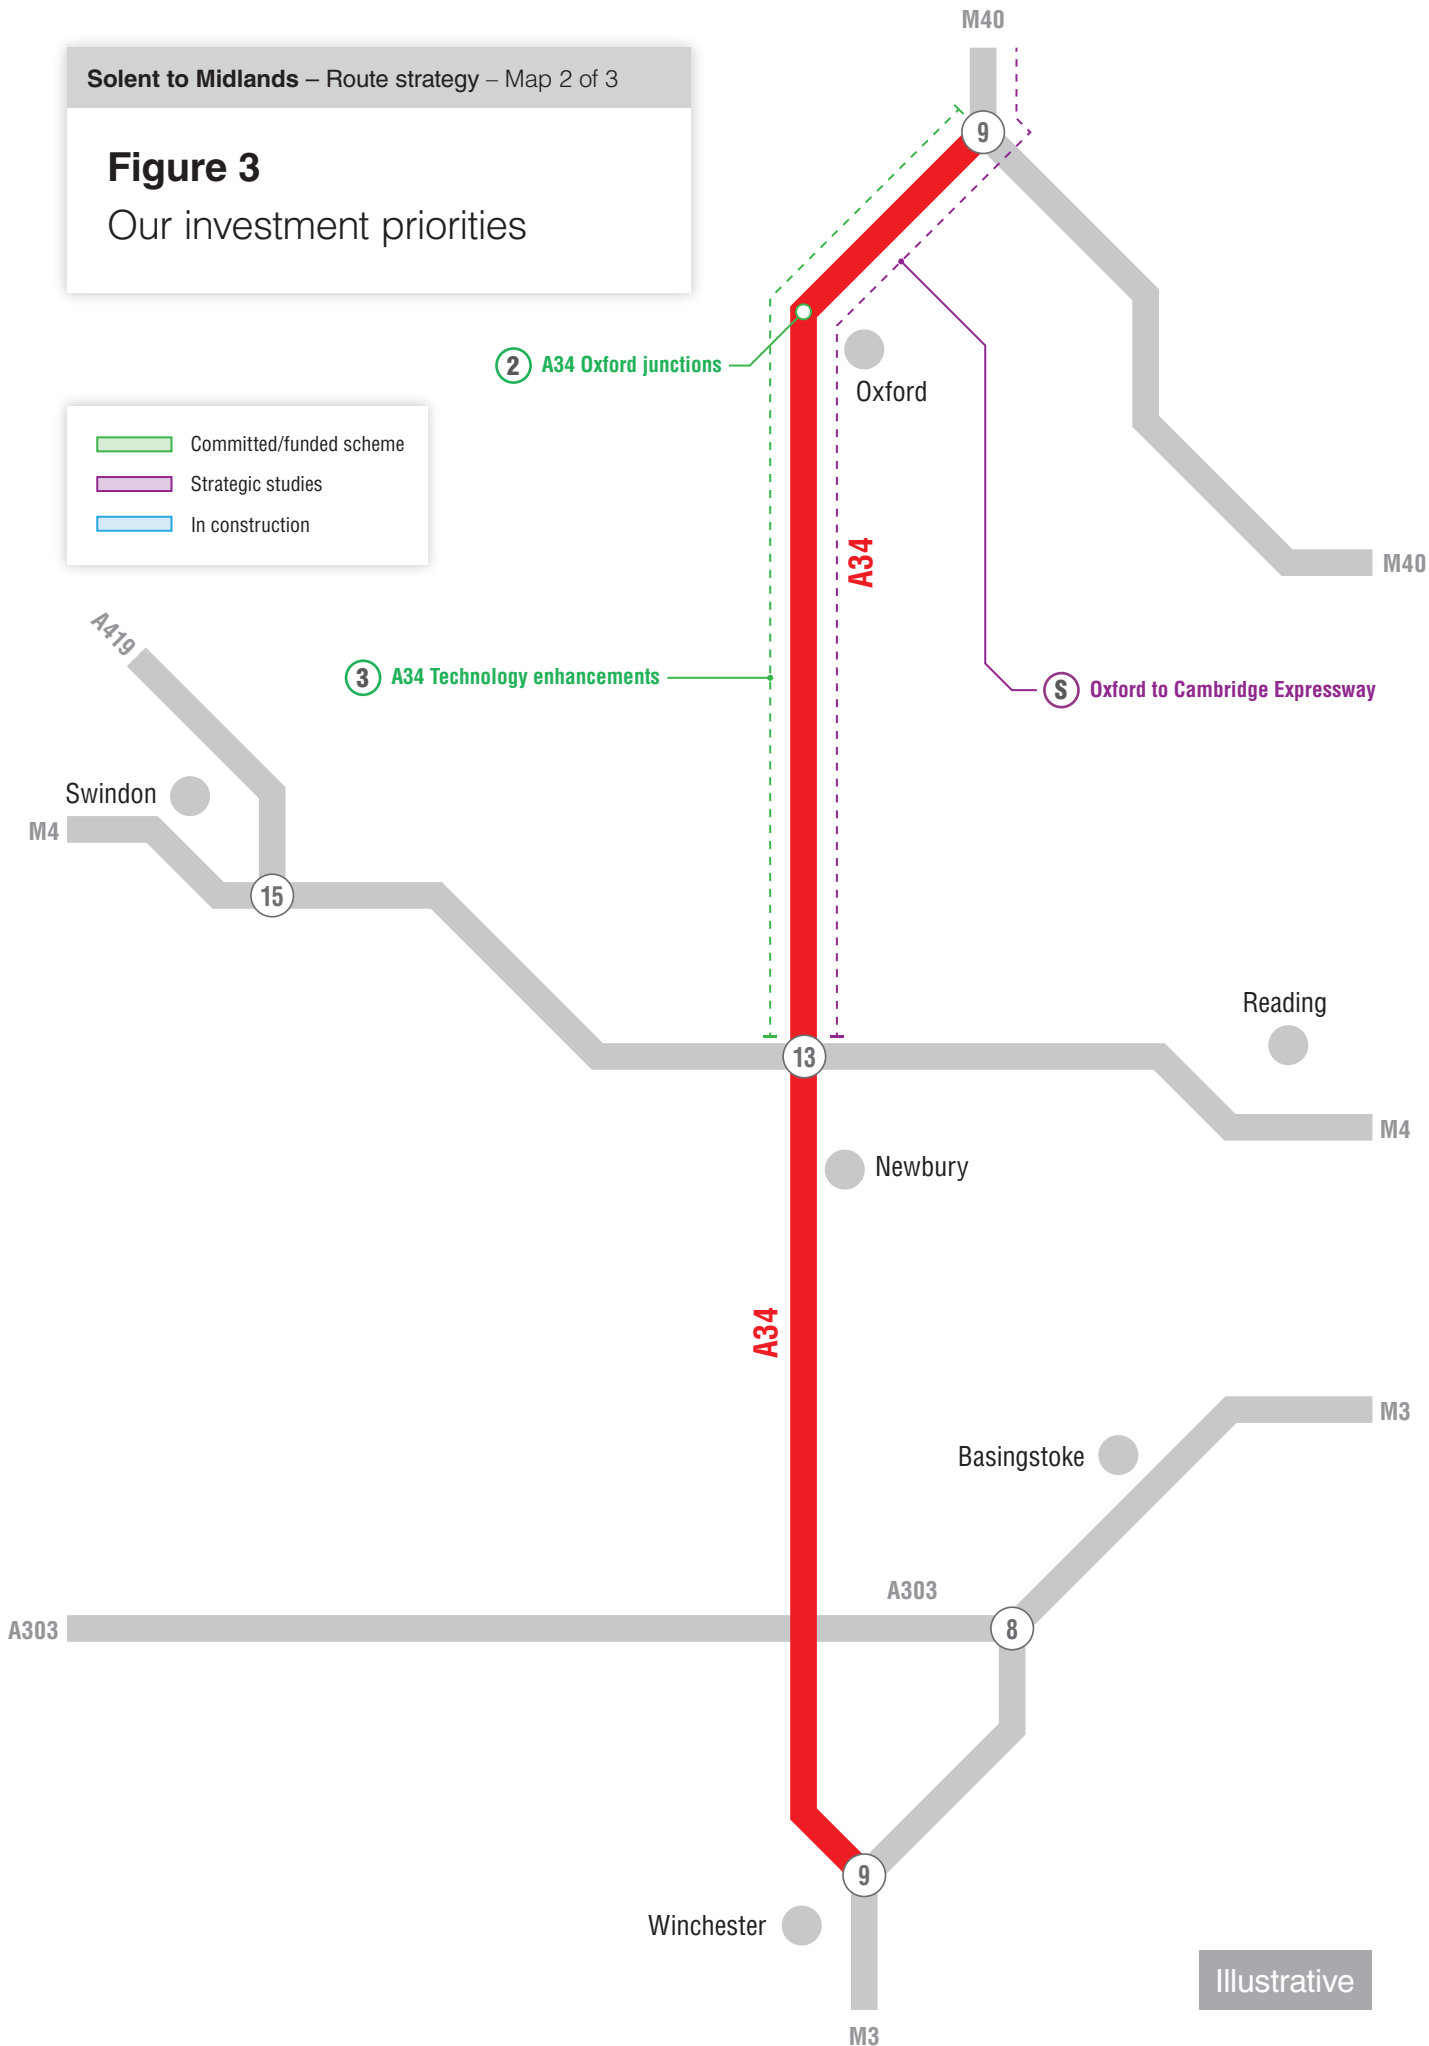 M40
Solent to Midlands – Route strategy – Map 2 of 3
Figure 3
Our investment priorities
9
2 A34 Oxford junctions
Oxford
Committed/funded scheme
Strategic studies
In construction
A34
M40
A419
3 A34 Technology enhancements
S Oxford to Cambridge Expressway
Swindon
M4
15
Reading
13
M4
Newbury
A34
M3
Basingstoke
A303
A303
8
9
Winchester
Illustrative
M3